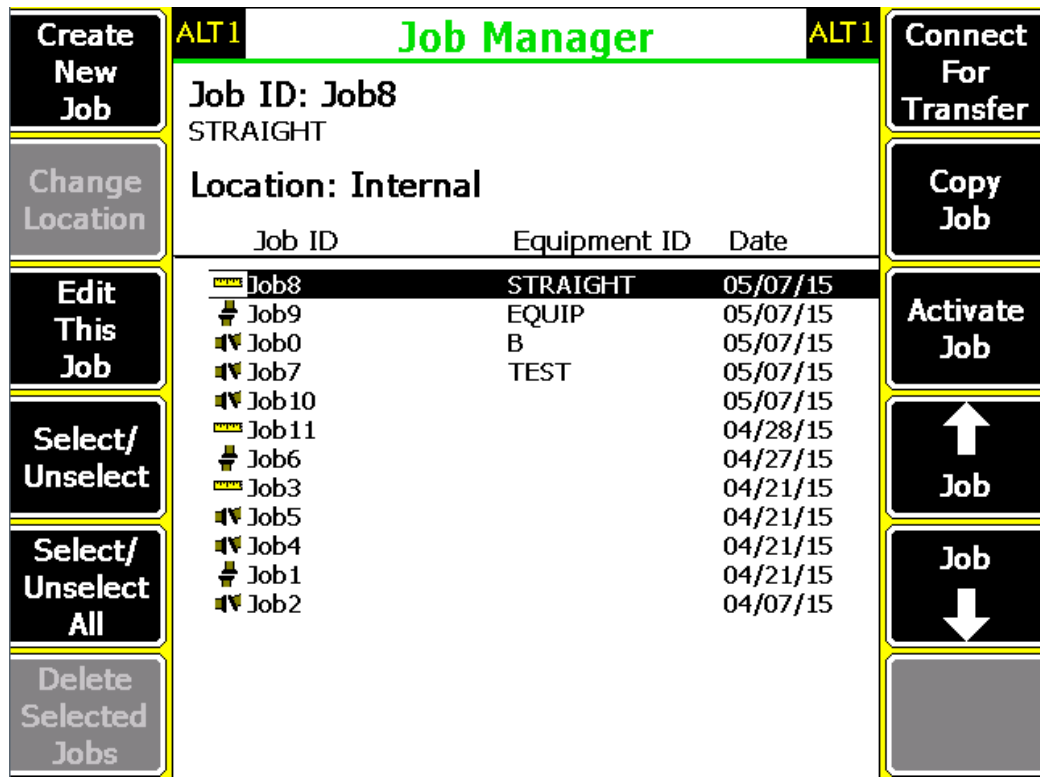 Create
New
Job
Change
Location
Edit
This
Job
Select/
Unselect
Select/
Unselect
All
Delete
Selected
Jobs
ALT1 Job Manager ALT1
Job ID: Job8
STRAIGHT
Location: Internal
Job ID Equipment ID Date
Job8 STRAIGHT 05/07/15
Job9 EQUIP 05/07/15
Job0 B 05/07/15
Job7 TEST 05/07/15
Job10 05/07/15
Job11 04/28/15
Job6 04/27/15
Job3 04/21/15
Job5 04/21/15
Job4 04/21/15
Job1 04/21/15
Job2 04/07/15
Connect
For
Transfer
Copy
Job
Activate
Job
Job
Job